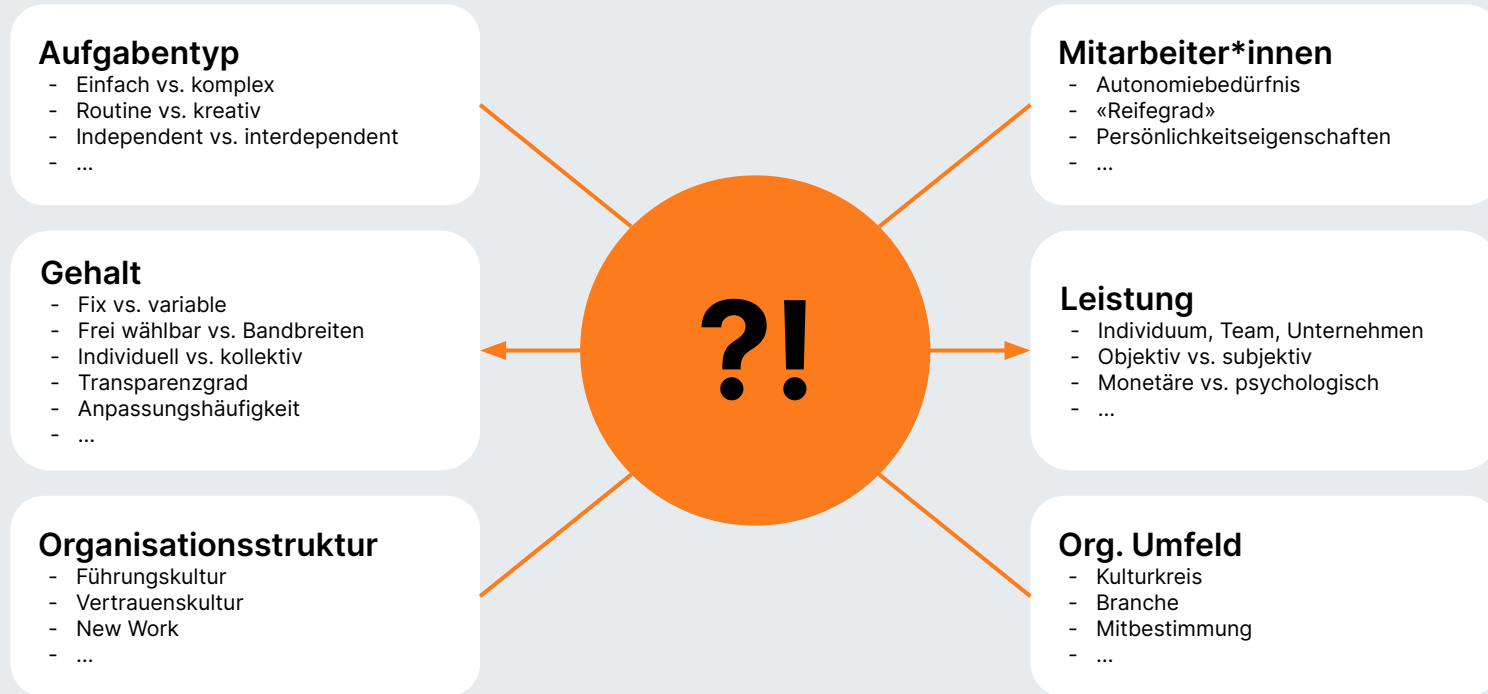 Aufgabentyp
- Einfach vs. komplex
- Routine vs. kreativ
- Independent vs. interdependent
- ...
Gehalt
- Fix vs. variable
- Frei wählbar vs. Bandbreiten
- Individuell vs. kollektiv
- Transparenzgrad
- Anpassungshäufigkeit
- ...
Organisationsstruktur
- Führungskultur
- Vertrauenskultur
- New Work
- ...
?!
Mitarbeiter*innen
- Autonomiebedürfnis
- «Reifegrad»
- Persönlichkeitseigenschaften
- ...
Leistung
- Individuum, Team, Unternehmen
- Objektiv vs. subjektiv
- Monetäre vs. psychologisch
- ...
Org. Umfeld
- Kulturkreis
- Branche
- Mitbestimmung
- ...